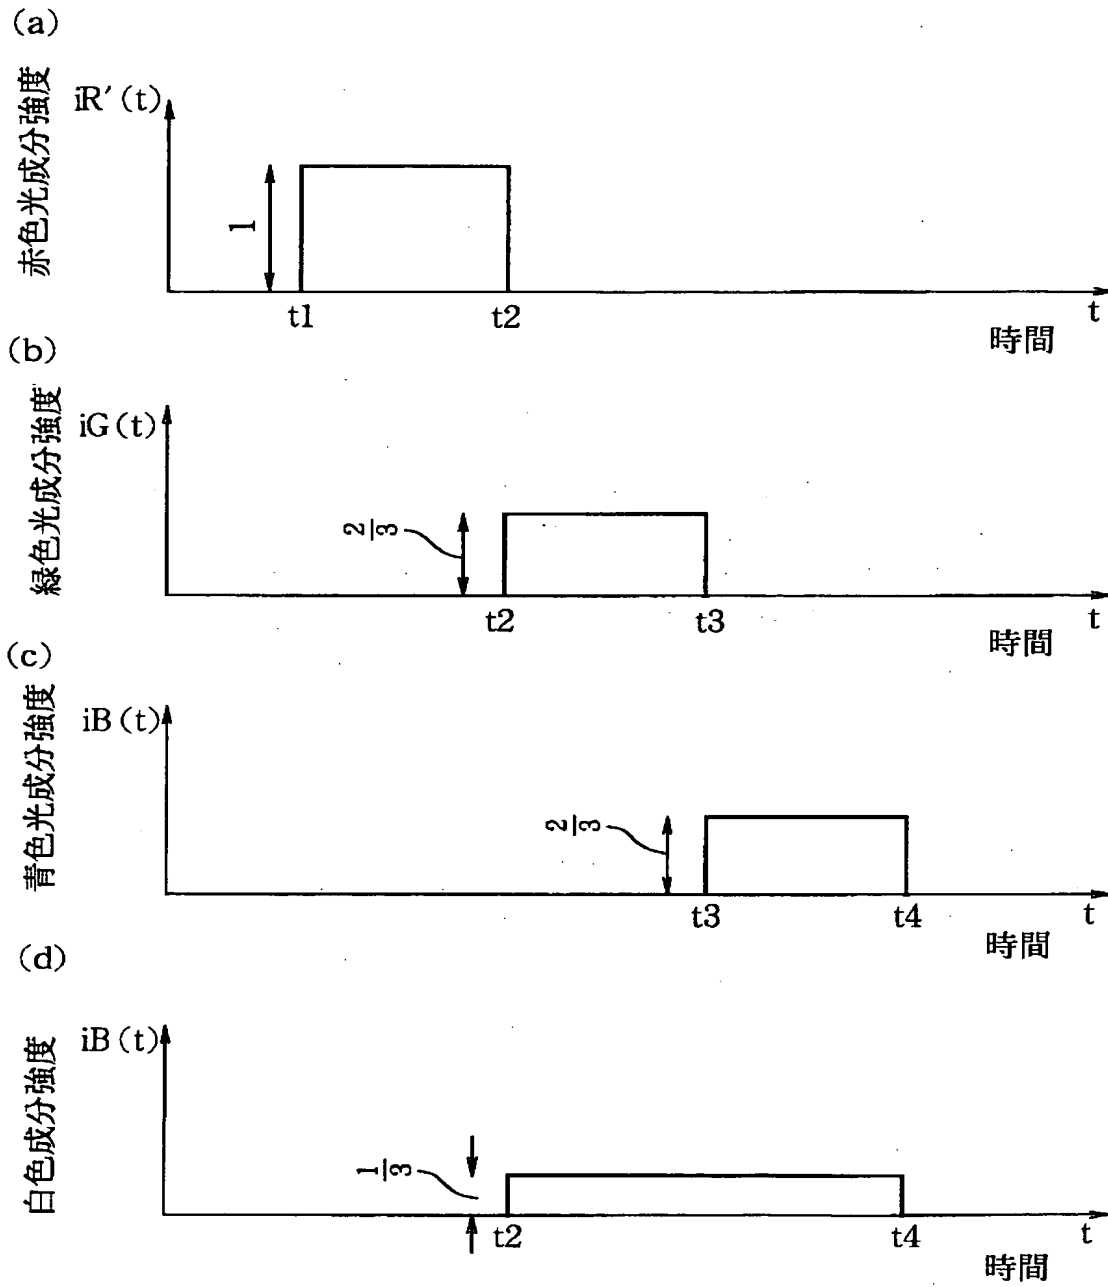 (a)
赤色光成分強度
iR′(t)
1
t1
t2
t
時間
(b)
緑色光成分強度
iG(t)
2/3
t2
t3
t
時間
(c)
青色光成分強度
iB(t)
2/3
t3
t4
t
時間
(d)
白色成分強度
iB(t)
1/3
t2
t4
t
時間